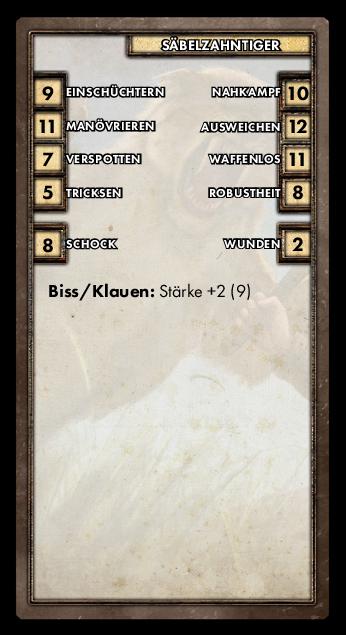 SÄBELZAHNTIGER
9 EINSCHÜCHTERN NAHKAMPF 10
11 MANÖVRIEREN AUSWEICHEN 12
7 VERSPOTTEN WAFFENLOS 11
5 TRICKSEN ROBUSTHEIT 8
8 SCHOCK WUNDEN 2
Biss/Klauen: Stärke +2 (9)